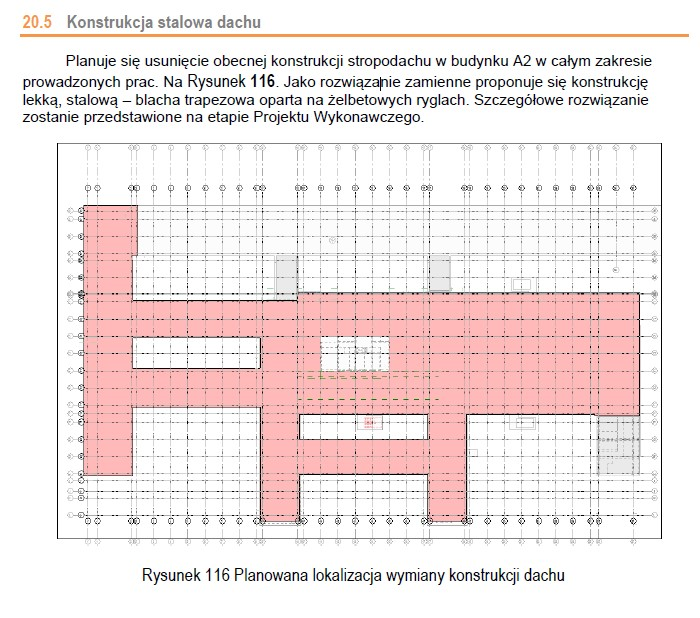 20.5 Konstrukcja stalowa dachu
Planuje się usunięcie obecnej konstrukcji stropodachu w budynku A2 w całym zakresie
prowadzonych prac. Na Rysunek 116. Jako rozwiązanie zamienne proponuje się konstrukcję
lekką, stalową – blacha trapezowa oparta na żelbetowych ryglach. Szczegółowe rozwiązanie
zostanie przedstawione na etapie Projektu Wykonawczego.
Rysunek 116 Planowana lokalizacja wymiany konstrukcji dachu